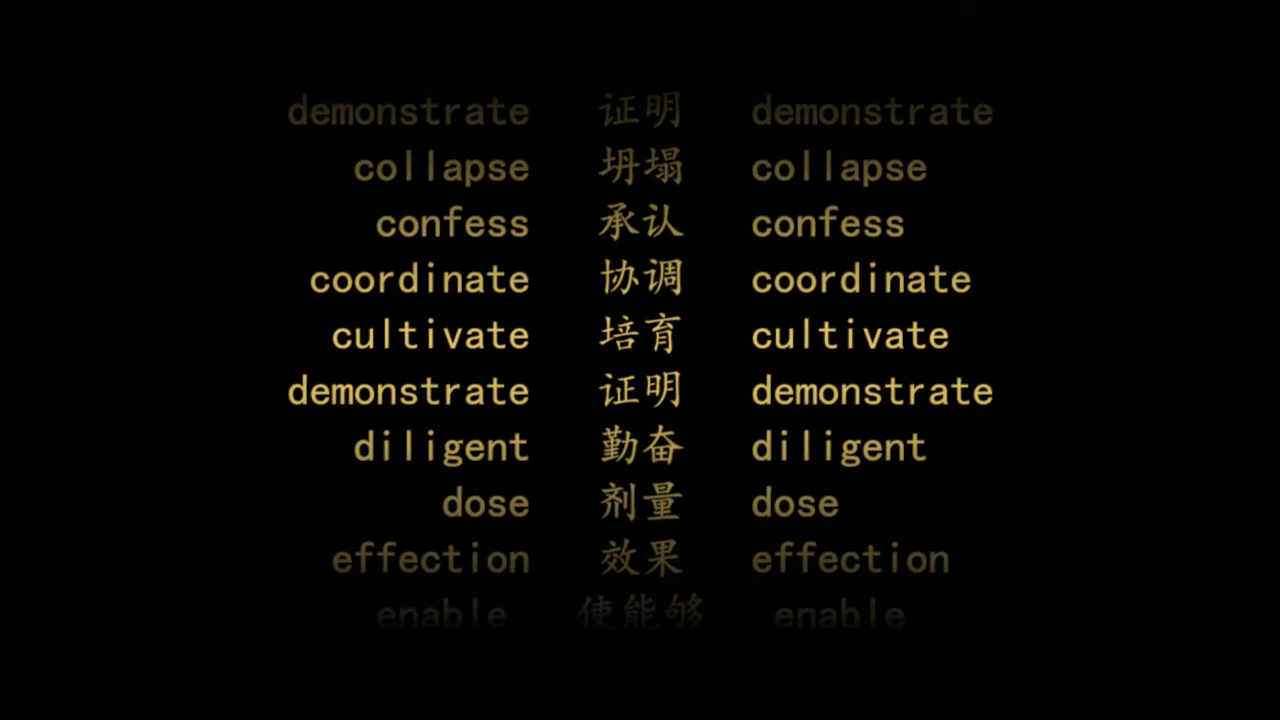 demonstrate 证明 demonstrate
collapse 坍塌 collapse
confess 承认 confess
coordinate 协调 coordinate
cultivate 培育 cultivate
demonstrate 证明 demonstrate
diligent 勤奋 diligent
dose 剂量 dose
effection 效果 effection
enable 使能够 enable